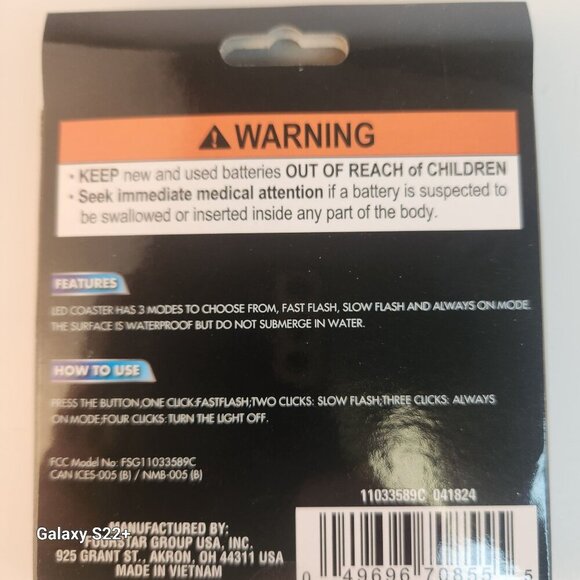 ⚠ WARNING
• KEEP new and used batteries OUT OF REACH of CHILDREN
• Seek immediate medical attention if a battery is suspected to
be swallowed or inserted inside any part of the body.
FEATURES
LED COASTER HAS 3 MODES TO CHOOSE FROM, FAST FLASH, SLOW FLASH AND ALWAYS ON MODE.
THE SURFACE IS WATERPROOF BUT DO NOT SUBMERGE IN WATER.
HOW TO USE
PRESS THE BUTTON,ONE CLICK:FASTFLASH;TWO CLICKS: SLOW FLASH;THREE CLICKS: ALWAYS
ON MODE;FOUR CLICKS: TURN THE LIGHT OFF.
FCC Model No: FSG11033589C
CAN ICES-005 (B) / NMB-005 (B)
11033589C 041824
Galaxy S22+
MANUFACTURED BY:
FOURSTAR GROUP USA, INC.
925 GRANT ST., AKRON, OH 44311 USA
MADE IN VIETNAM
0 49696 70855 5